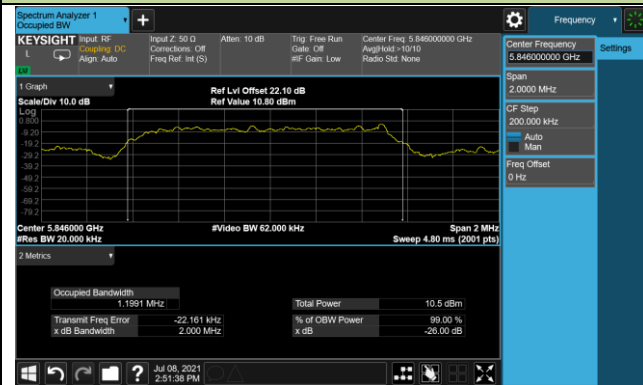 Spectrum Analyzer 1
Occupied BW
Frequency
KEYSIGHT
L
Input: RF
Coupling: DC
Align: Auto
Input Z: 50 Ω
Corrections: Off
Freq Ref: Int (S)
Atten: 10 dB
Trig: Free Run
Gate: Off
#IF Gain: Low
Center Freq: 5.846000000 GHz
Avg|Hold:>10/10
Radio Std: None
1 Graph
Scale/Div 10.0 dB
Ref Lvl Offset 22.10 dB
Ref Value 10.80 dBm
Log
0.800
-9.20
-19.2
-29.2
-39.2
-49.2
-59.2
-69.2
-79.2
Center 5.846000 GHz
#Res BW 20.000 kHz
#Video BW 62.000 kHz
Span 2 MHz
Sweep 4.80 ms (2001 pts)
2 Metrics
Occupied Bandwidth
1.1991 MHz
Transmit Freq Error -22.161 kHz
x dB Bandwidth 2.000 MHz
Total Power 10.5 dBm
% of OBW Power 99.00 %
x dB -26.00 dB
Jul 08, 2021
2:51:38 PM
Center Frequency
5.846000000 GHz
Settings
Span
2.0000 MHz
CF Step
200.000 kHz
Auto
Man
Freq Offset
0 Hz